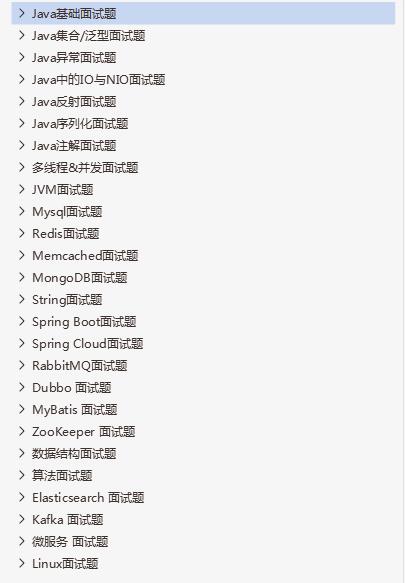 Java基础面试题
Java集合/泛型面试题
Java异常面试题
Java中的IO与NIO面试题
Java反射面试题
Java序列化面试题
Java注解面试题
多线程&并发面试题
JVM面试题
Mysql面试题
Redis面试题
Memcached面试题
MongoDB面试题
String面试题
Spring Boot面试题
Spring Cloud面试题
RabbitMQ面试题
Dubbo 面试题
MyBatis 面试题
ZooKeeper 面试题
数据结构面试题
算法面试题
Elasticsearch 面试题
Kafka 面试题
微服务 面试题
Linux面试题